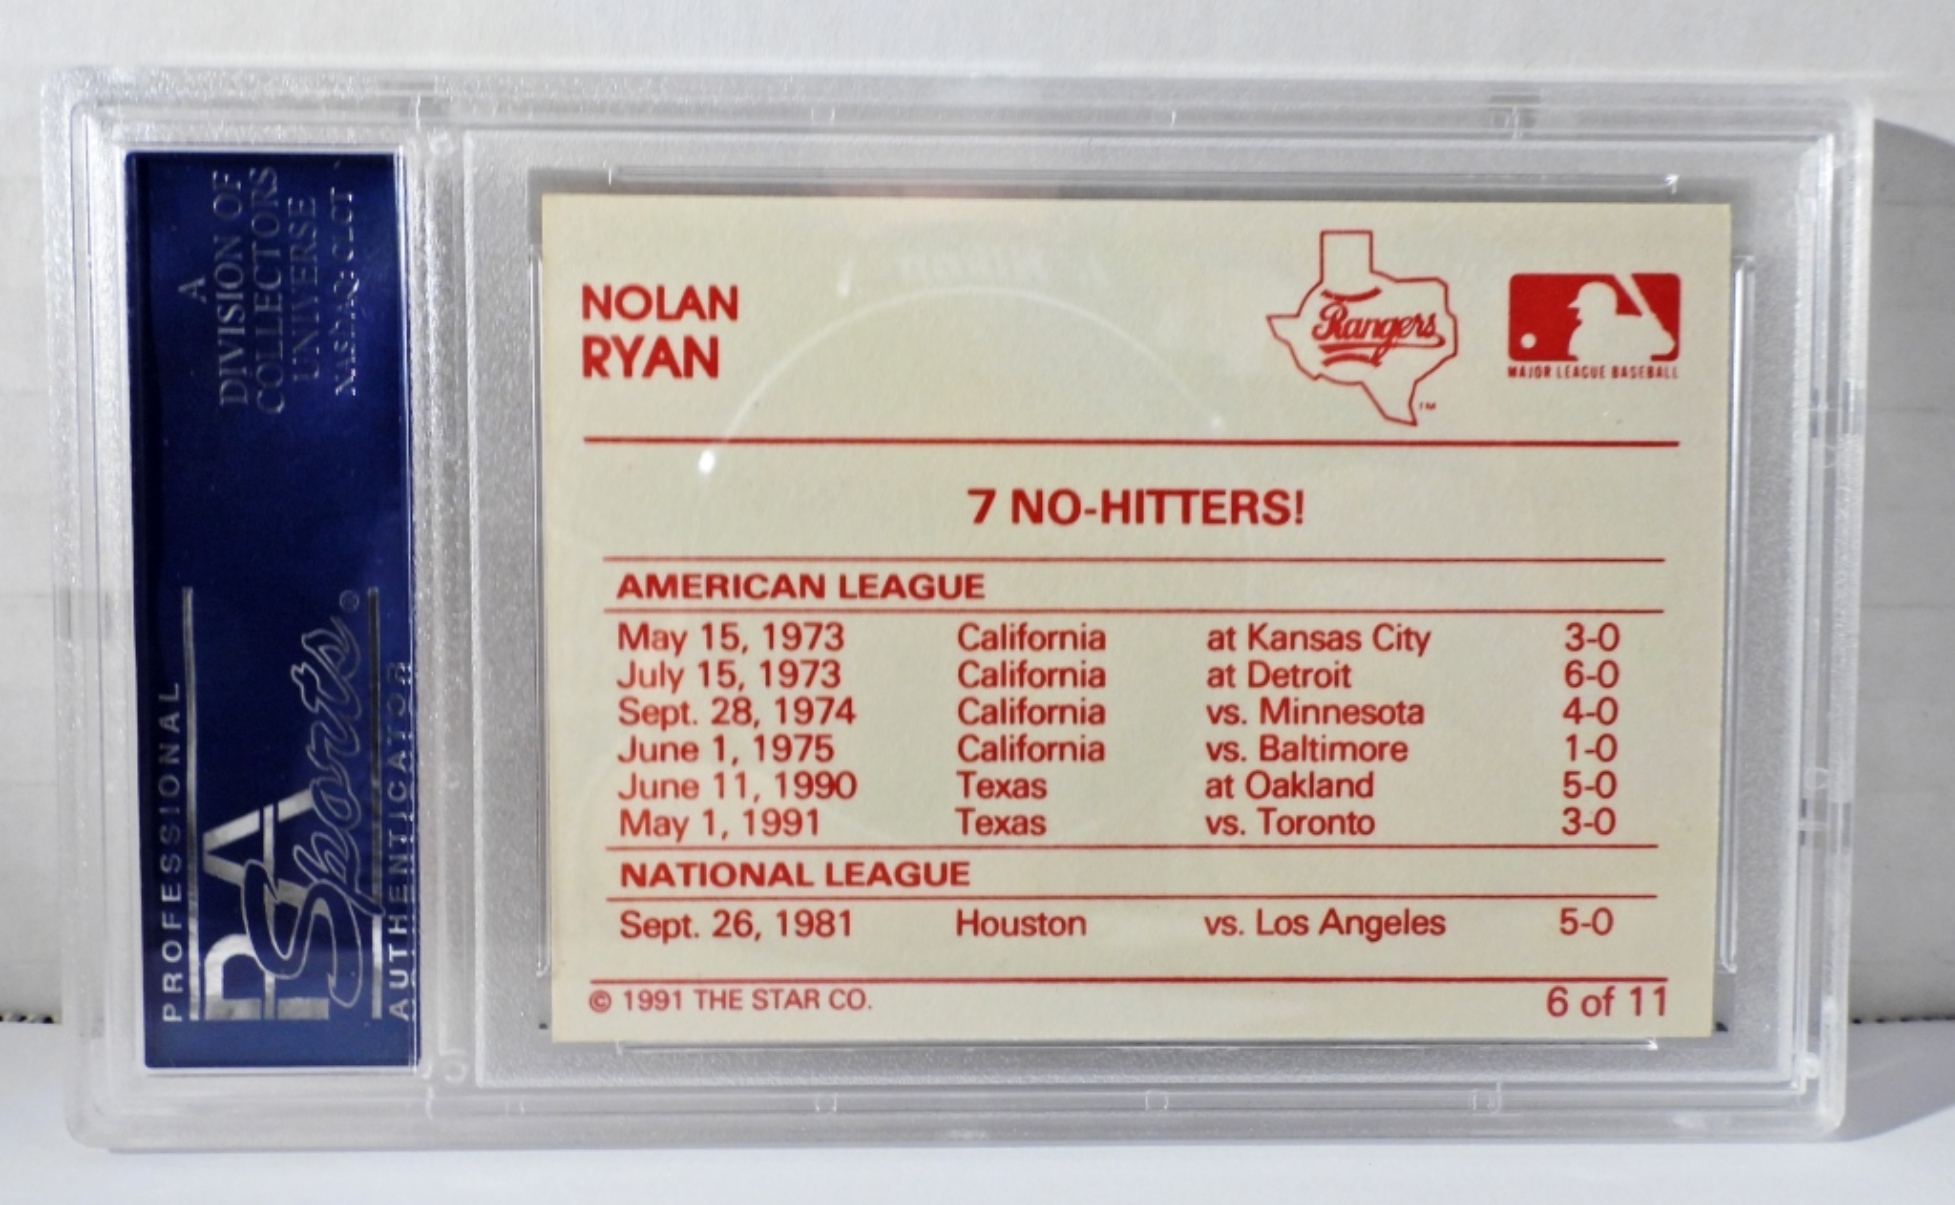 A
DIVISION OF
COLLECTORS
UNIVERSE
NASDAQ: CLCT
PROFESSIONAL
PSA
Sports®
AUTHENTICATOR
NOLAN
RYAN
Rangers
TM
MAJOR LEAGUE BASEBALL
7 NO-HITTERS!
AMERICAN LEAGUE
May 15, 1973 California at Kansas City 3-0
July 15, 1973 California at Detroit 6-0
Sept. 28, 1974 California vs. Minnesota 4-0
June 1, 1975 California vs. Baltimore 1-0
June 11, 1990 Texas at Oakland 5-0
May 1, 1991 Texas vs. Toronto 3-0
NATIONAL LEAGUE
Sept. 26, 1981 Houston vs. Los Angeles 5-0
© 1991 THE STAR CO. 6 of 11